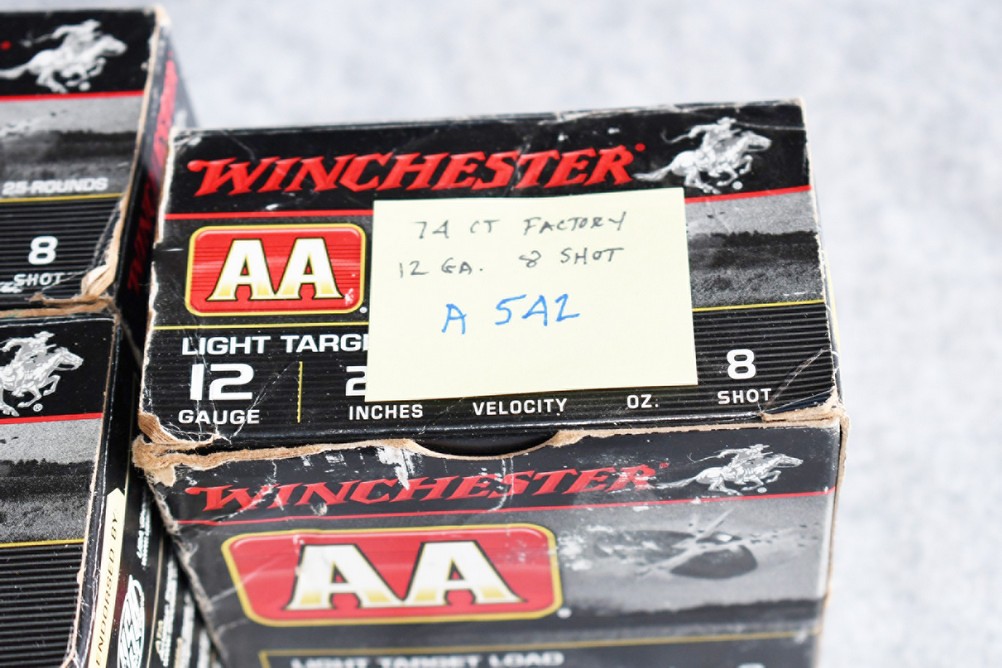 25-ROUNDS
8
SHOT
WINCHESTER
AA
74 CT FACTORY
12 GA. 8 SHOT
A 542
LIGHT TARG
12
GAUGE
INCHES
VELOCITY
OZ.
8
SHOT
WINCHESTER
AA
LIGHT TARGET LOAD